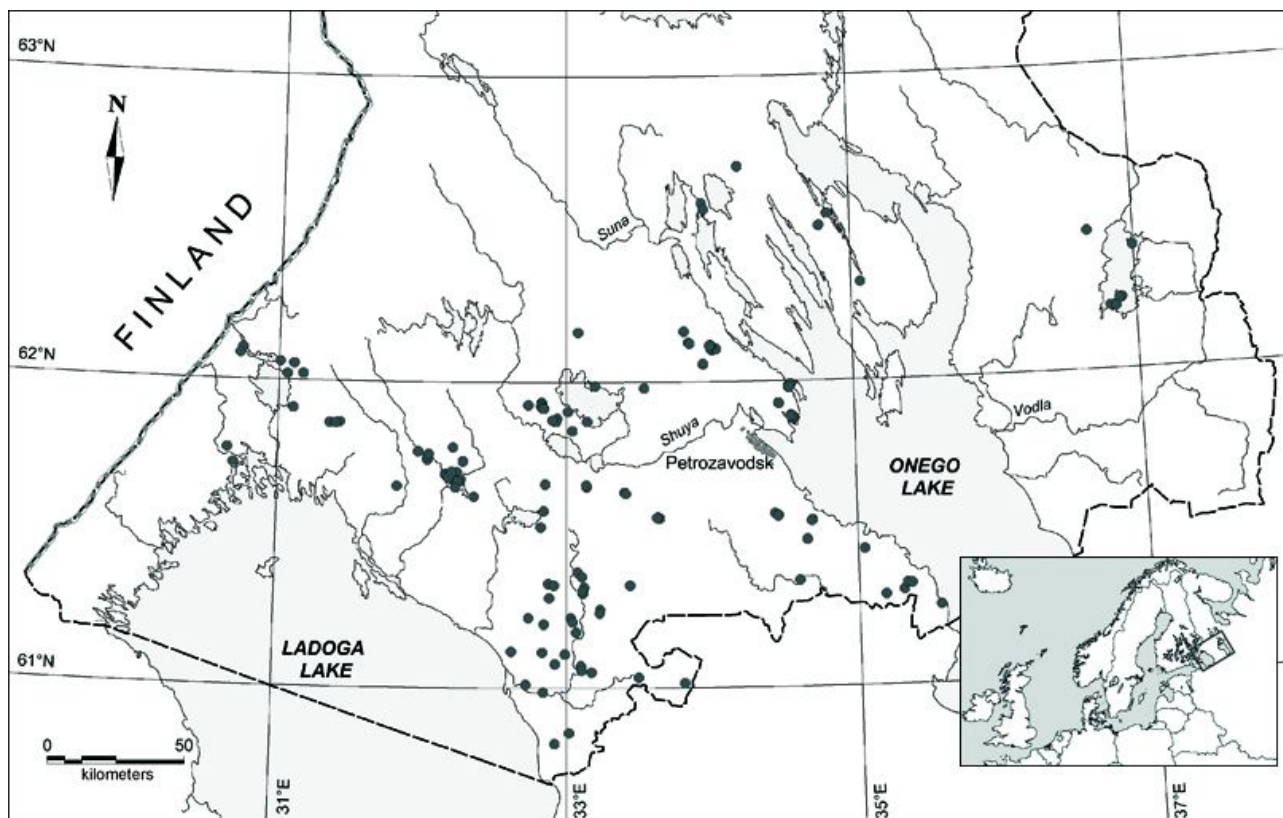 63°N
N
FINLAND
Suna
62°N
Vodla
Shuya
Petrozavodsk
ONEGO
LAKE
LADOGA
LAKE
61°N
0 50
kilometers
31°E
33°E
35°E
37°E